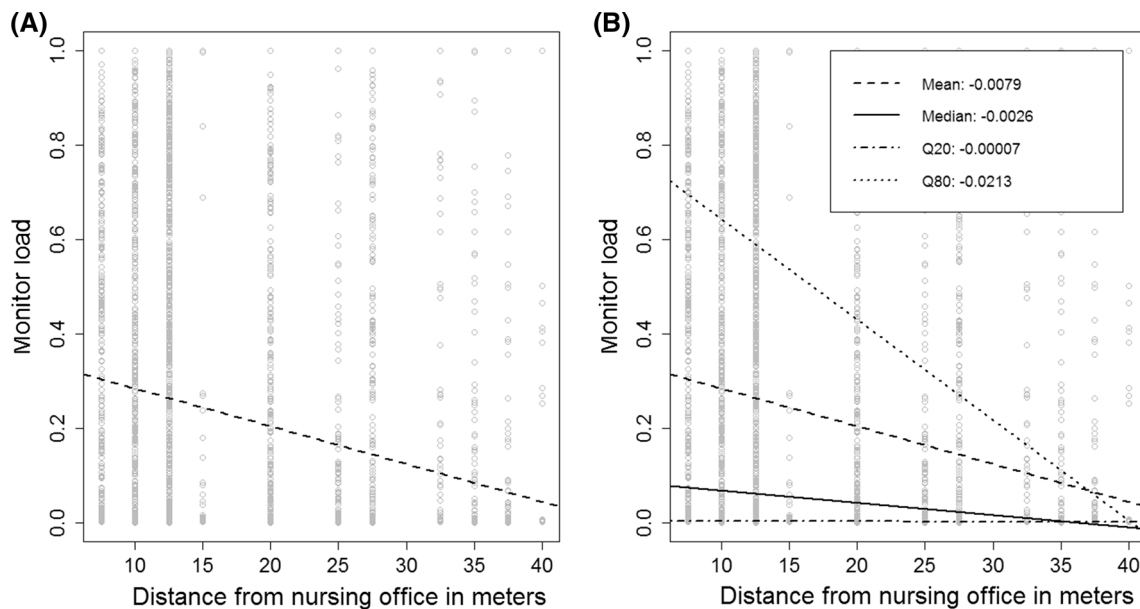 (A)
(B)
1.0
0.8
0.6
0.4
0.2
0.0
Monitor load
10 15 20 25 30 35 40
Distance from nursing office in meters
1.0
0.8
0.6
0.4
0.2
0.0
Monitor load
Mean: -0.0079
Median: -0.0026
Q20: -0.00007
Q80: -0.0213
10 15 20 25 30 35 40
Distance from nursing office in meters